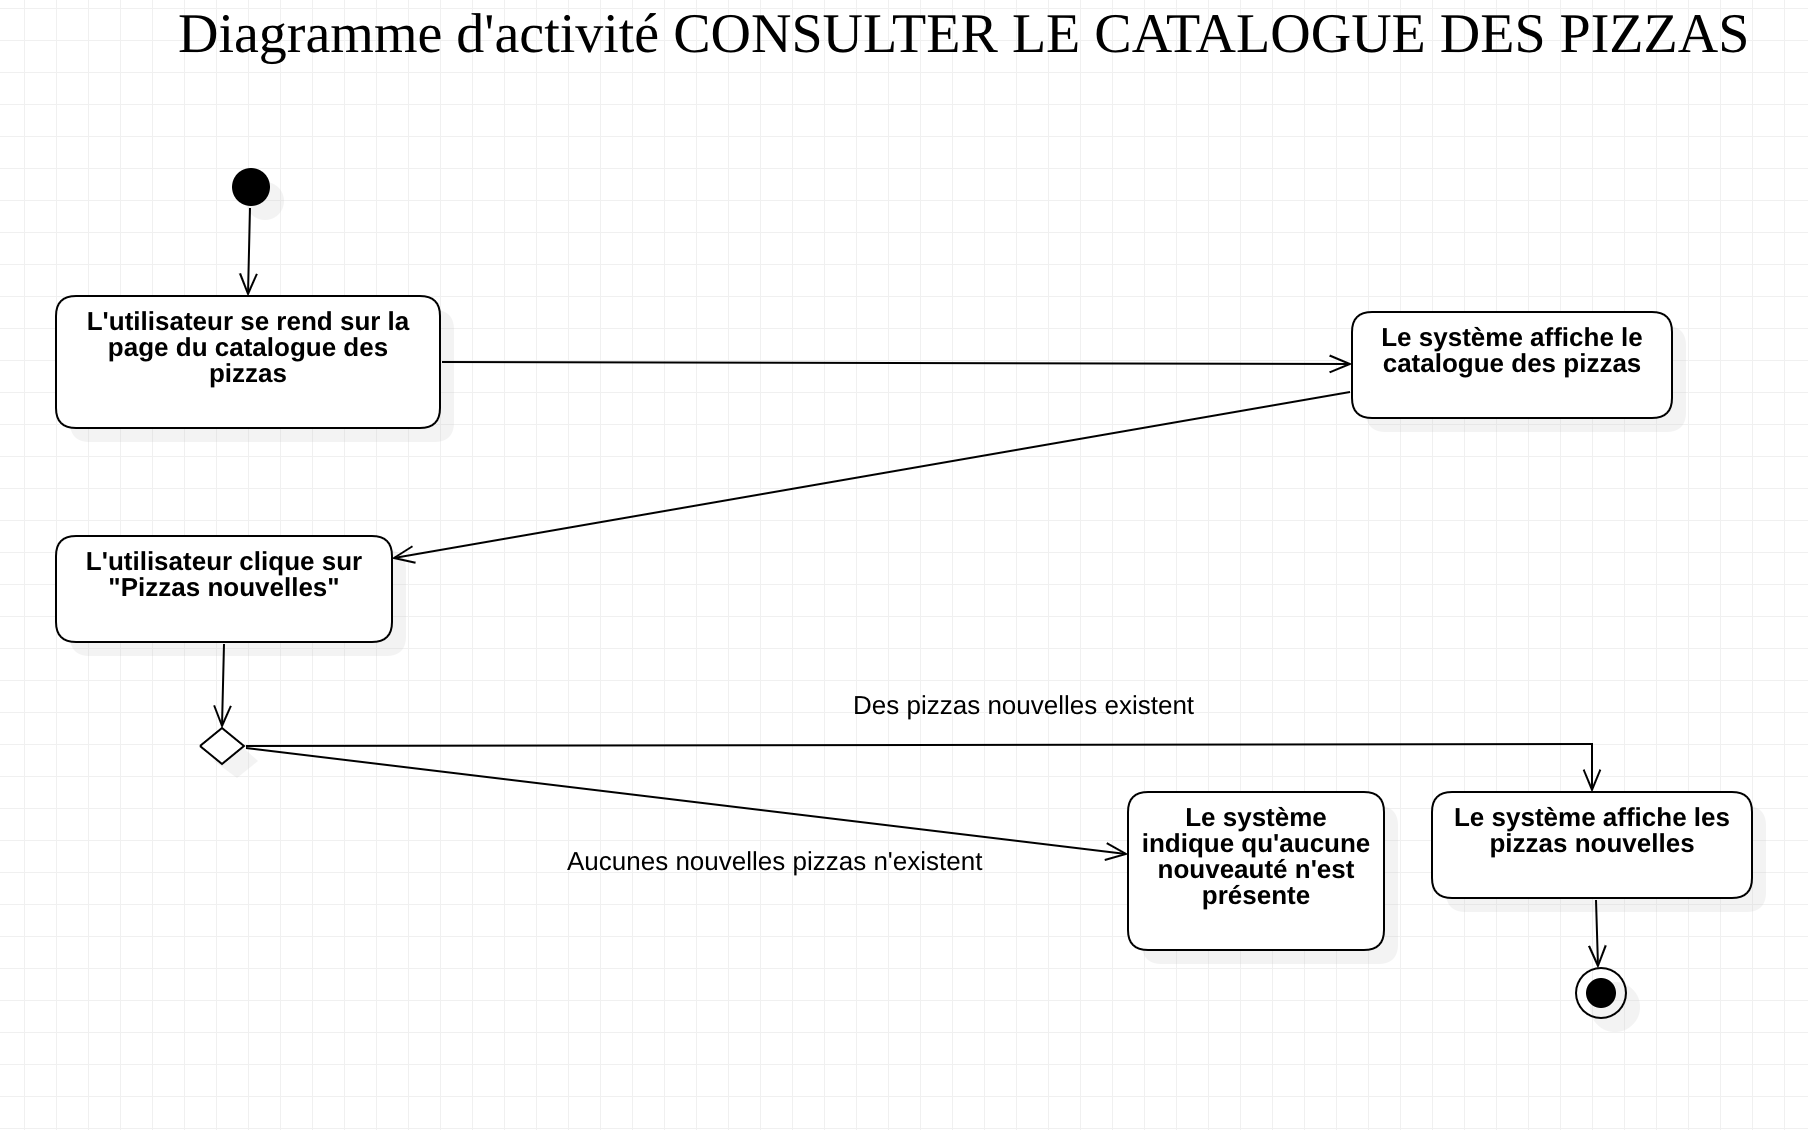 Diagramme d'activité CONSULTER LE CATALOGUE DES PIZZAS
L'utilisateur se rend sur la
page du catalogue des
pizzas
Le système affiche le
catalogue des pizzas
L'utilisateur clique sur
"Pizzas nouvelles"
Des pizzas nouvelles existent
Aucunes nouvelles pizzas n'existent
Le système
indique qu'aucune
nouveauté n'est
présente
Le système affiche les
pizzas nouvelles